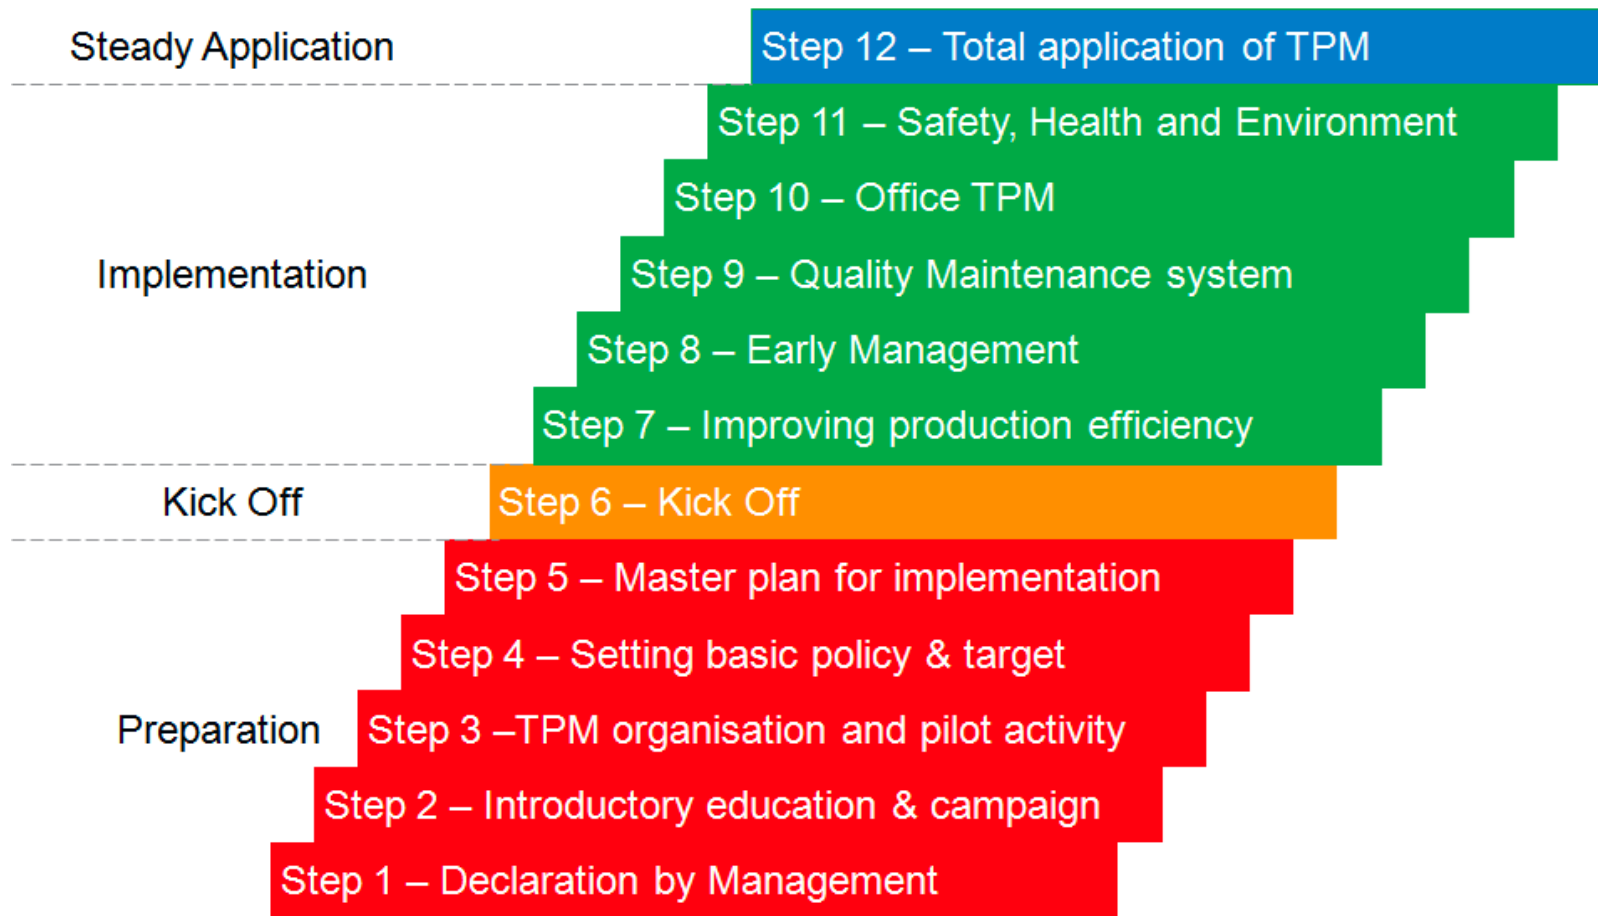 Steady Application
Step 12 – Total application of TPM
Step 11 – Safety, Health and Environment
Step 10 – Office TPM
Implementation
Step 9 – Quality Maintenance system
Step 8 – Early Management
Step 7 – Improving production efficiency
Kick Off
Step 6 – Kick Off
Step 5 – Master plan for implementation
Step 4 – Setting basic policy & target
Preparation
Step 3 –TPM organisation and pilot activity
Step 2 – Introductory education & campaign
Step 1 – Declaration by Management